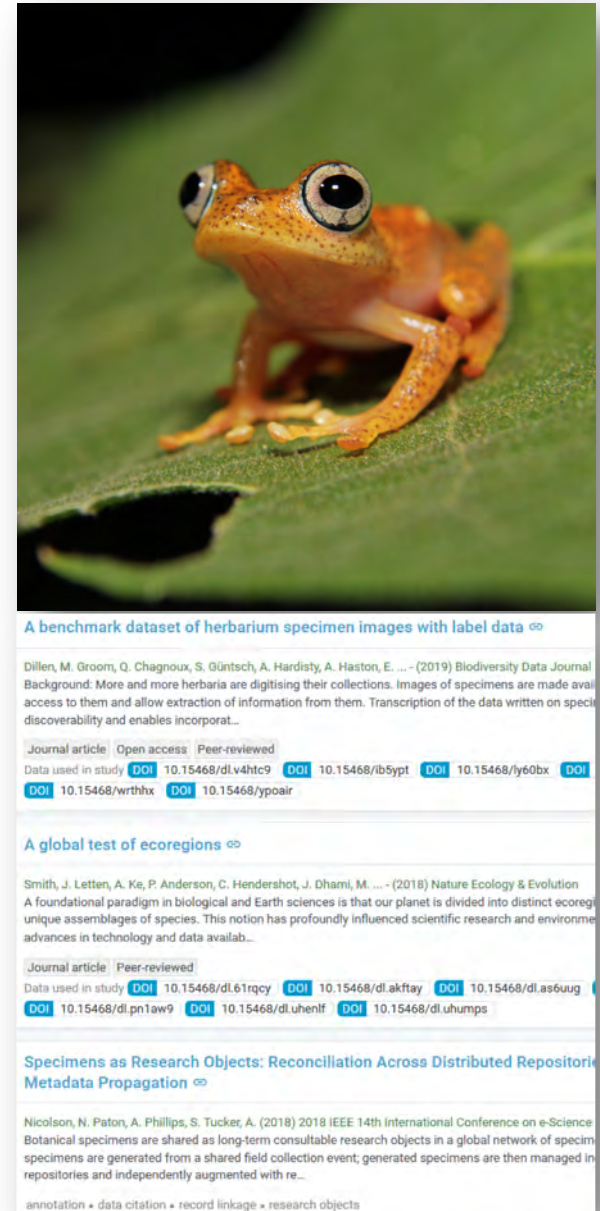 A benchmark dataset of herbarium specimen images with label data
Dillen, M. Groom, Q. Chagnoux, S. Güntsch, A. Hardisty, A. Haston, E. ... - (2019) Biodiversity Data Journal
Background: More and more herbaria are digitising their collections. Images of specimens are made avai
access to them and allow extraction of information from them. Transcription of the data written on speci
discoverability and enables incorporat...
Journal article Open access Peer-reviewed
Data used in study DOI 10.15468/dl.v4htc9 DOI 10.15468/ib5ypt DOI 10.15468/ly60bx DOI
DOI 10.15468/wrthhx DOI 10.15468/ypoair
A global test of ecoregions
Smith, J. Letten, A. Ke, P. Anderson, C. Hendershot, J. Dhami, M. ... - (2018) Nature Ecology & Evolution
A foundational paradigm in biological and Earth sciences is that our planet is divided into distinct ecoregi
unique assemblages of species. This notion has profoundly influenced scientific research and environme
advances in technology and data availab...
Journal article Peer-reviewed
Data used in study DOI 10.15468/dl.61rqcy DOI 10.15468/dl.akftay DOI 10.15468/dl.as6uug
DOI 10.15468/dl.pn1aw9 DOI 10.15468/dl.uhenlf DOI 10.15468/dl.uhumps
Specimens as Research Objects: Reconciliation Across Distributed Repositorie
Metadata Propagation
Nicolson, N. Paton, A. Phillips, S. Tucker, A. (2018) 2018 IEEE 14th International Conference on e-Science
Botanical specimens are shared as long-term consultable research objects in a global network of specim
specimens are generated from a shared field collection event; generated specimens are then managed in
repositories and independently augmented with re...
annotation • data citation • record linkage • research objects